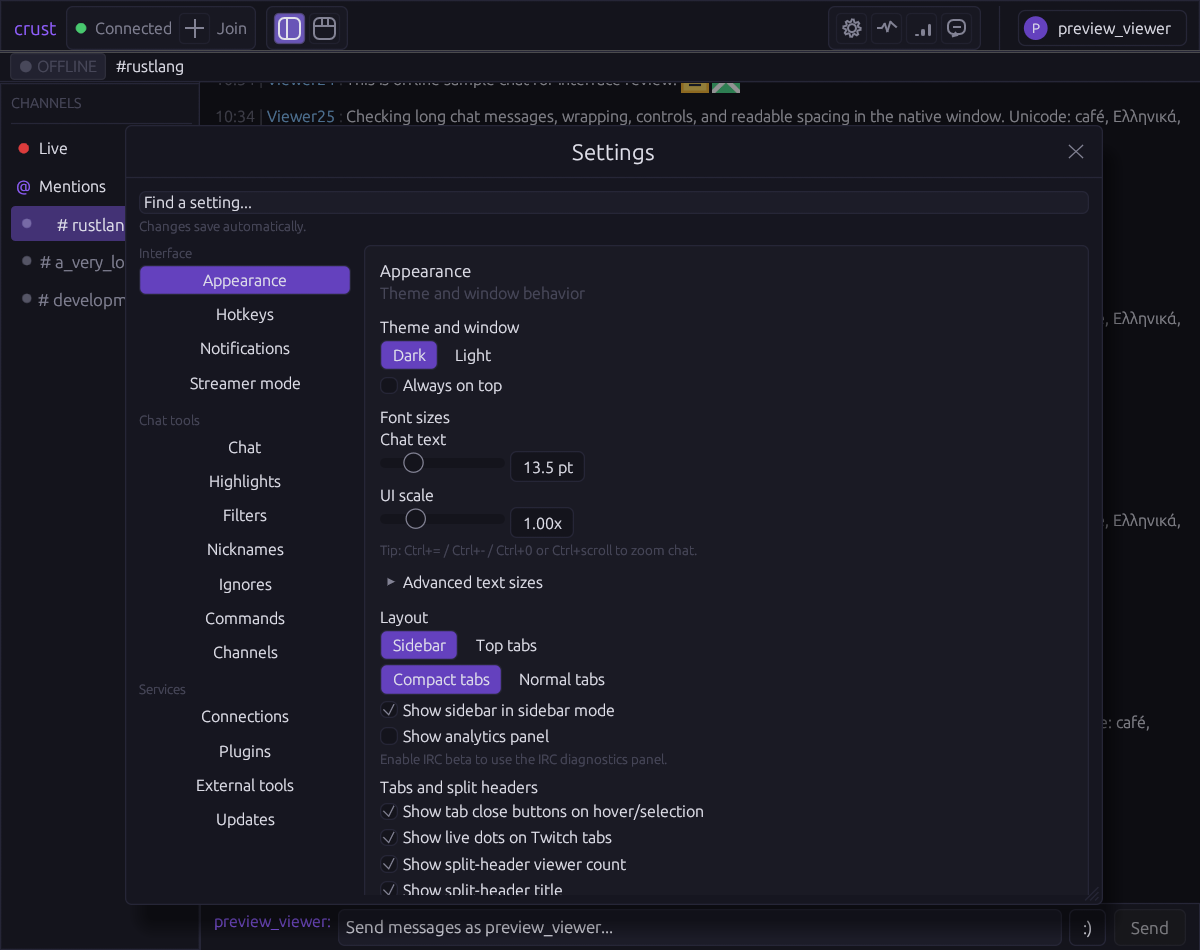 crust
Connected
Join
P
preview_viewer
OFFLINE
#rustlang
CHANNELS
10:34 | Viewer25 : Checking long chat messages, wrapping, controls, and readable spacing in the native window. Unicode: café, Ελληνικά,
Live
@ Mentions
# rustlan
# a_very_lo
# developm
Settings
Find a setting...
Changes save automatically.
Interface
Appearance
Hotkeys
Notifications
Streamer mode
Chat tools
Chat
Highlights
Filters
Nicknames
Ignores
Commands
Channels
Services
Connections
Plugins
External tools
Updates
Appearance
Theme and window behavior
Theme and window
Dark
Light
Always on top
Font sizes
Chat text
13.5 pt
UI scale
1.00x
Tip: Ctrl+= / Ctrl+- / Ctrl+0 or Ctrl+scroll to zoom chat.
Advanced text sizes
Layout
Sidebar
Top tabs
Compact tabs
Normal tabs
Show sidebar in sidebar mode
Show analytics panel
Enable IRC beta to use the IRC diagnostics panel.
Tabs and split headers
Show tab close buttons on hover/selection
Show live dots on Twitch tabs
Show split-header viewer count
Show split-header title
, Ελληνικά,
, Ελληνικά,
e: café,
preview_viewer:
Send messages as preview_viewer...
:)
Send